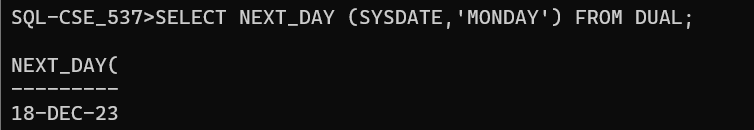 SQL-CSE_537>SELECT NEXT_DAY (SYSDATE,'MONDAY') FROM DUAL;
NEXT_DAY(
---------
18-DEC-23